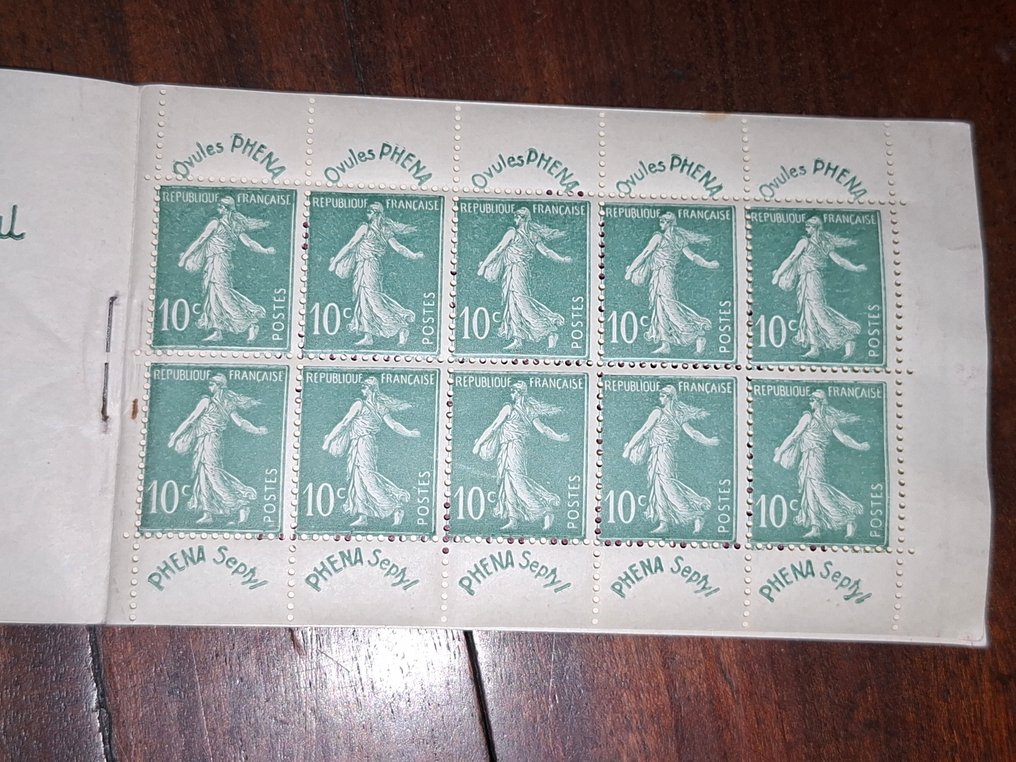 Ovules PHENA Ovules PHENA Ovules PHENA Ovules PHENA Ovules PHENA
REPUBLIQUE FRANÇAISE REPUBLIQUE FRANÇAISE REPUBLIQUE FRANÇAISE REPUBLIQUE FRANÇAISE REPUBLIQUE FRANÇAISE
10c POSTES 10c POSTES 10c POSTES 10c POSTES 10c POSTES
REPUBLIQUE FRANÇAISE REPUBLIQUE FRANÇAISE REPUBLIQUE FRANÇAISE REPUBLIQUE FRANÇAISE REPUBLIQUE FRANÇAISE
10c POSTES 10c POSTES 10c POSTES 10c POSTES 10c POSTES
PHENA Septyl PHENA Septyl PHENA Septyl PHENA Septyl PHENA Septyl